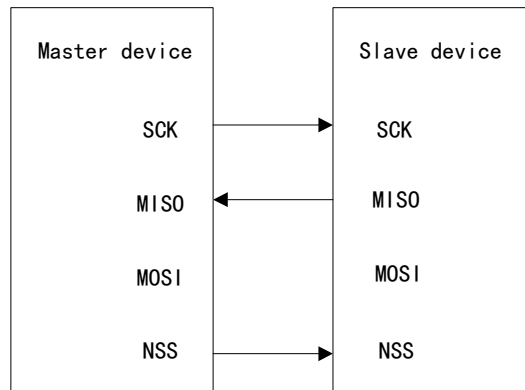 Master device
Slave device
SCK
SCK
MISO
MISO
MOSI
MOSI
NSS
NSS